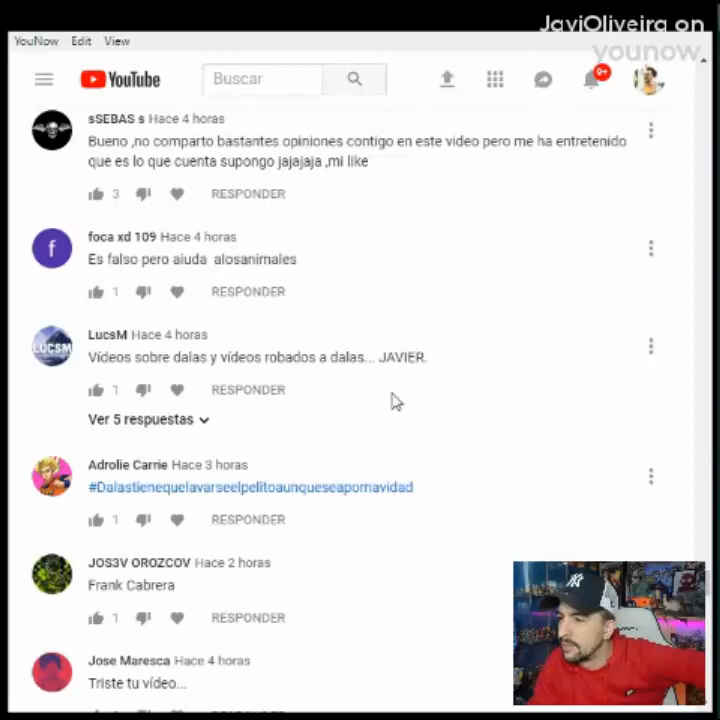 JaviOliveira on
younow
YouNow Edit View
YouTube
Buscar
9+
sSEBAS s Hace 4 horas
Bueno ,no comparto bastantes opiniones contigo en este video pero me ha entretenido
que es lo que cuenta supongo jajajaja ,mi like
3 RESPONDER
f
foca xd 109 Hace 4 horas
Es falso pero aiuda alosanimales
1 RESPONDER
LUCSM
LucsM Hace 4 horas
Vídeos sobre dalas y vídeos robados a dalas... JAVIER.
1 RESPONDER
Ver 5 respuestas
Adrolie Carrie Hace 3 horas
#Dalastienequelavarseelpelitoaunqueseapornavidad
1 RESPONDER
JOS3V OROZCOV Hace 2 horas
Frank Cabrera
1 RESPONDER
Jose Maresca Hace 4 horas
Triste tu vídeo...